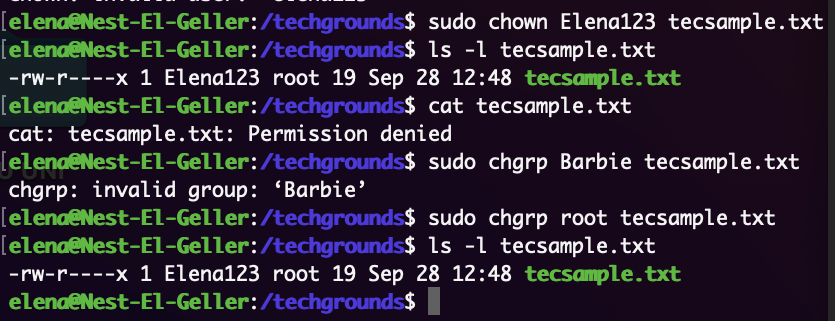 elena@Nest-El-Geller:/techgrounds$ sudo chown Elena123 tecsample.txt
[elena@Nest-El-Geller:/techgrounds$ ls -l tecsample.txt
-rw-r----x 1 Elena123 root 19 Sep 28 12:48 tecsample.txt
[elena@Nest-El-Geller:/techgrounds$ cat tecsample.txt
cat: tecsample.txt: Permission denied
[elena@Nest-El-Geller:/techgrounds$ sudo chgrp Barbie tecsample.txt
chgrp: invalid group: ‘Barbie’
[elena@Nest-El-Geller:/techgrounds$ sudo chgrp root tecsample.txt
[elena@Nest-El-Geller:/techgrounds$ ls -l tecsample.txt
-rw-r----x 1 Elena123 root 19 Sep 28 12:48 tecsample.txt
elena@Nest-El-Geller:/techgrounds$